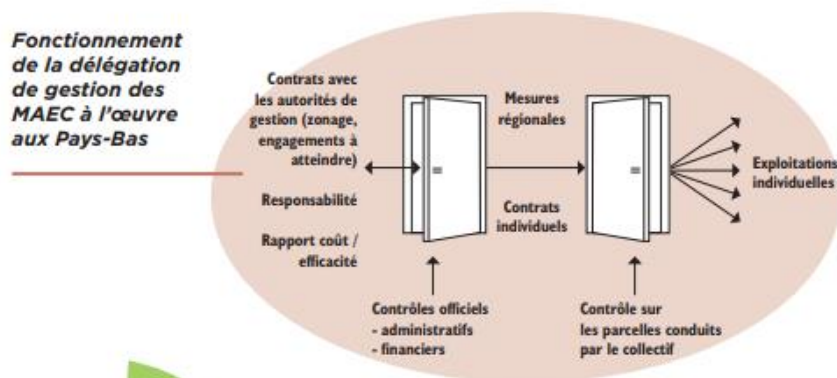 Fonctionnement
de la délégation
de gestion des
MAEC à l'œuvre
aux Pays-Bas
Contrats avec
les autorités de
gestion (zonage,
engagements à
atteindre)
Responsabilité
Rapport coût /
efficacité
Mesures
régionales
Contrats
individuels
Exploitations
individuelles
Contrôles officiels
- administratifs
- financiers
Contrôle sur
les parcelles conduits
par le collectif